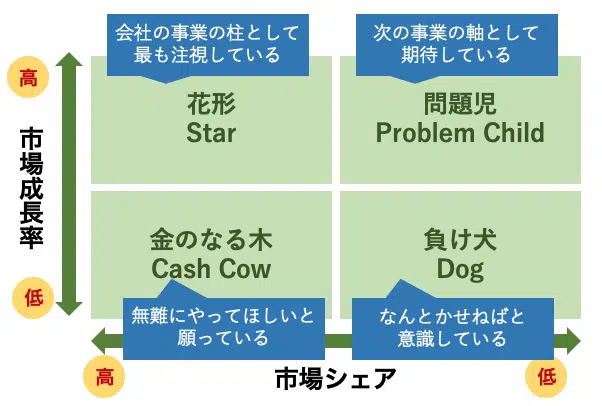 会社の事業の柱として
最も注視している
次の事業の軸として
期待している
高
花形
Star
問題児
Problem Child
市場成長率
金のなる木
Cash Cow
負け犬
Dog
低
無難にやってほしいと
願っている
なんとかせねばと
意識している
高
市場シェア
低